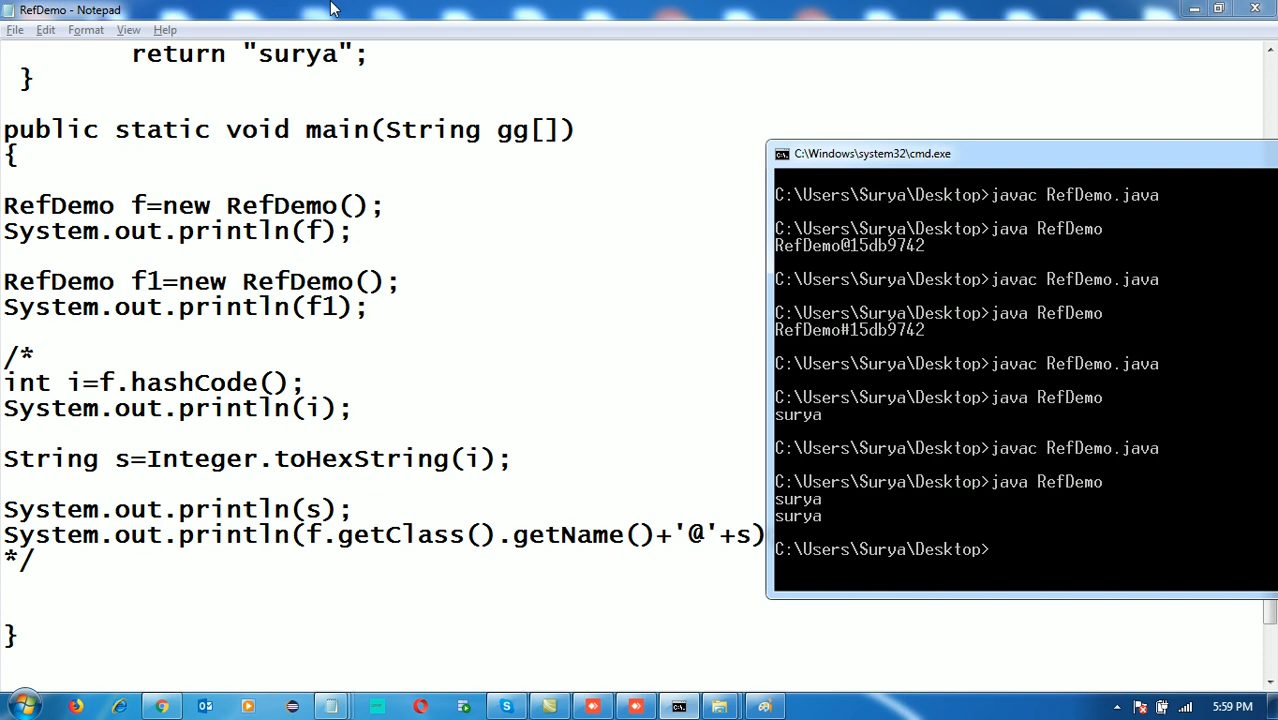 RefDemo - Notepad
File Edit Format View Help
return "surya";
}
public static void main(String gg[])
{
RefDemo f=new RefDemo();
System.out.println(f);
RefDemo f1=new RefDemo();
System.out.println(f1);
/*
int i=f.hashCode();
System.out.println(i);
String s=Integer.toHexString(i);
System.out.println(s);
System.out.println(f.getClass().getName()+'@'+s)
*/
}
C:\Windows\system32\cmd.exe
C:\Users\Surya\Desktop>javac RefDemo.java
C:\Users\Surya\Desktop>java RefDemo
RefDemo@15db9742
C:\Users\Surya\Desktop>javac RefDemo.java
C:\Users\Surya\Desktop>java RefDemo
RefDemo#15db9742
C:\Users\Surya\Desktop>javac RefDemo.java
C:\Users\Surya\Desktop>java RefDemo
surya
C:\Users\Surya\Desktop>javac RefDemo.java
C:\Users\Surya\Desktop>java RefDemo
surya
surya
C:\Users\Surya\Desktop>
5:59 PM